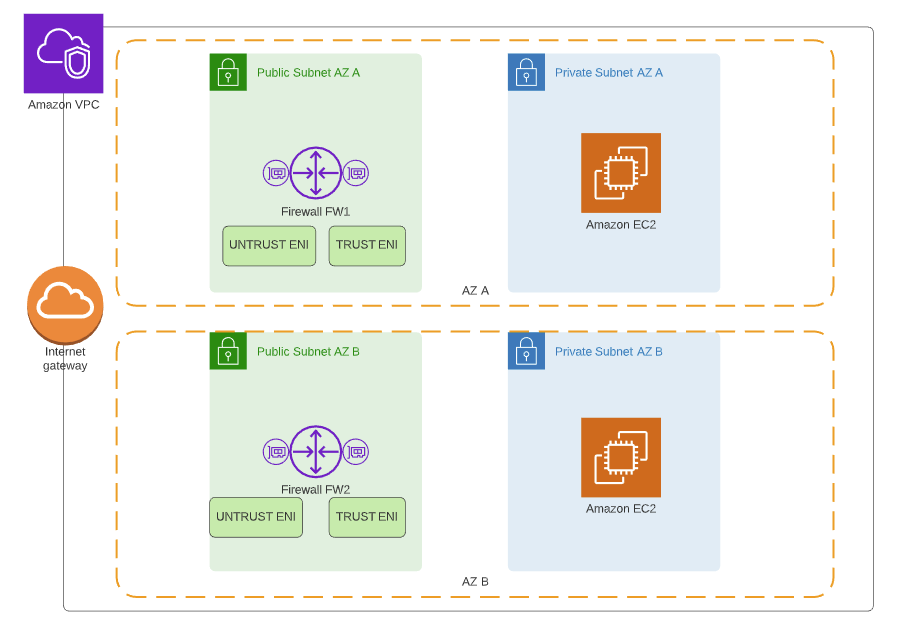 Amazon VPC
Public Subnet AZ A
Private Subnet AZ A
Firewall FW1
UNTRUST ENI
TRUST ENI
Amazon EC2
AZ A
Internet
gateway
Public Subnet AZ B
Private Subnet AZ B
Firewall FW2
UNTRUST ENI
TRUST ENI
Amazon EC2
AZ B